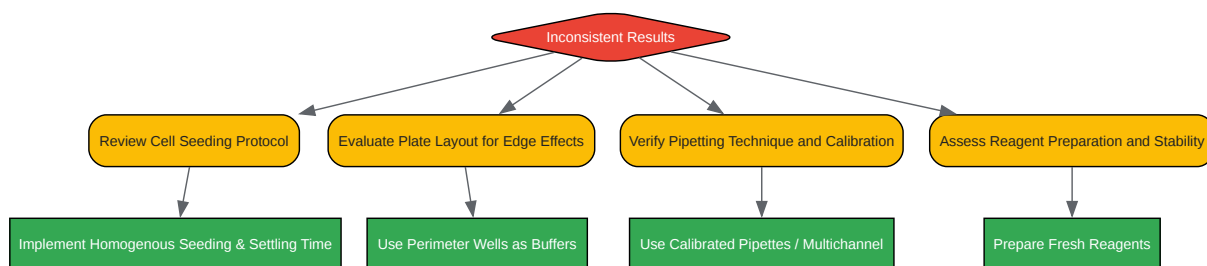 Inconsistent Results
Review Cell Seeding Protocol
Evaluate Plate Layout for Edge Effects
Verify Pipetting Technique and Calibration
Assess Reagent Preparation and Stability
Implement Homogenous Seeding & Settling Time
Use Perimeter Wells as Buffers
Use Calibrated Pipettes / Multichannel
Prepare Fresh Reagents